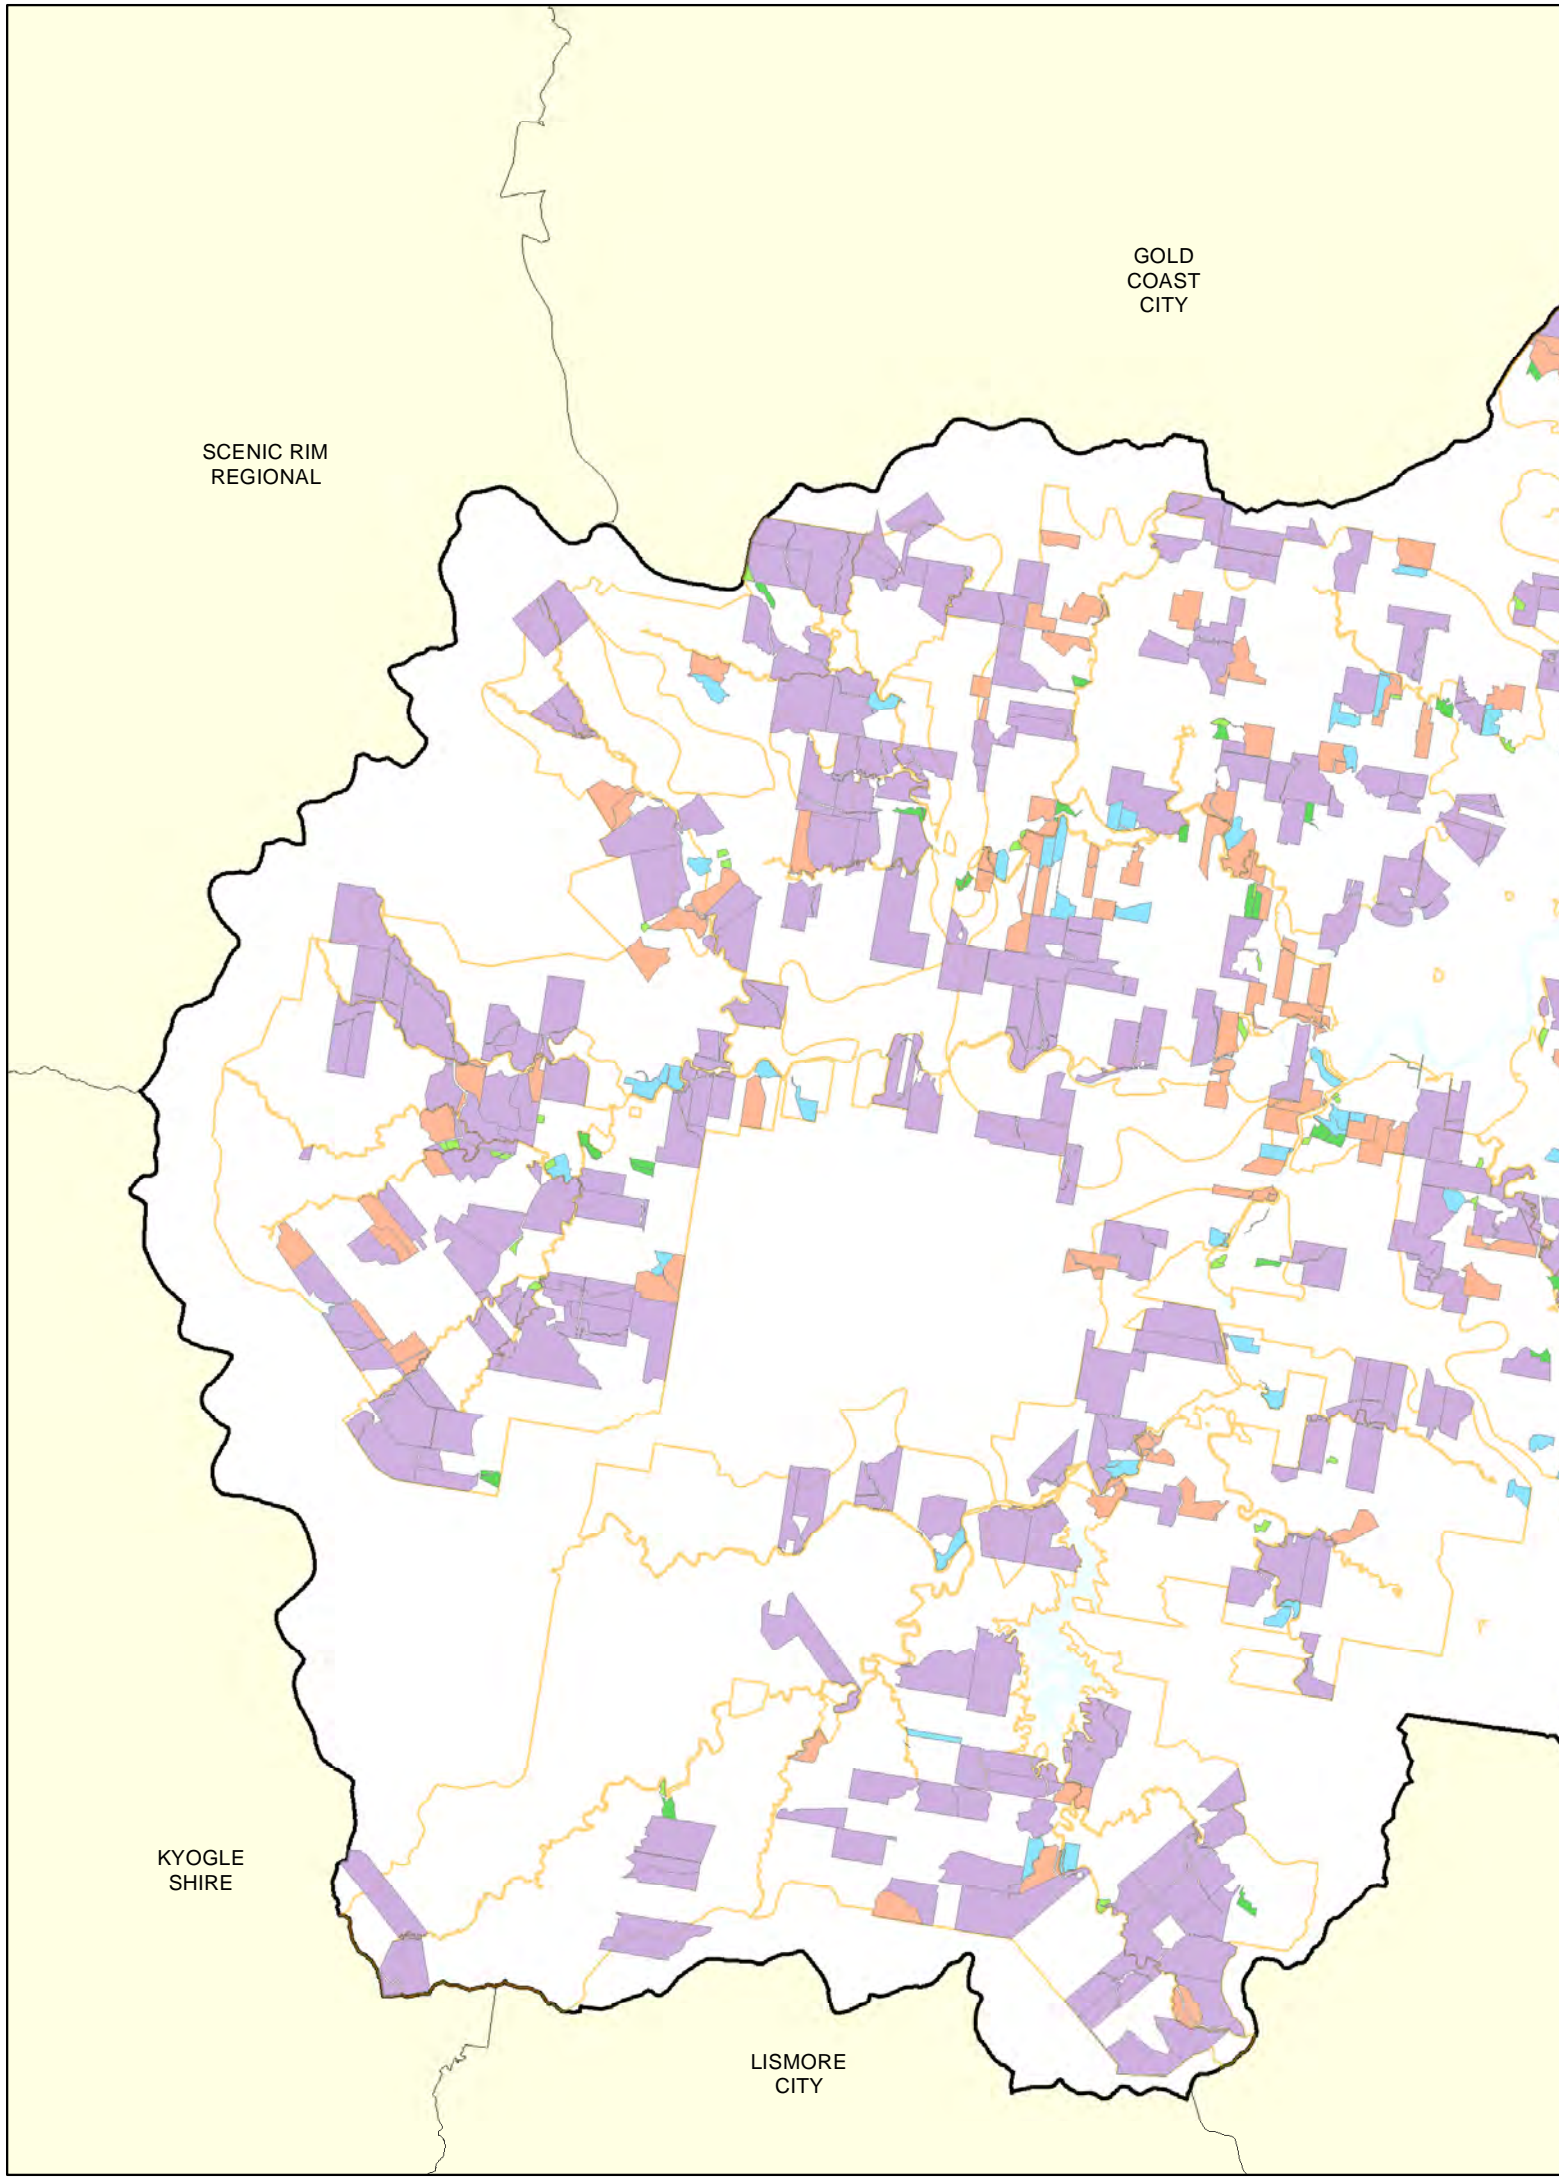 GOLD
COAST
CITY
SCENIC RIM
REGIONAL
KYOGLE
SHIRE
LISMORE
CITY